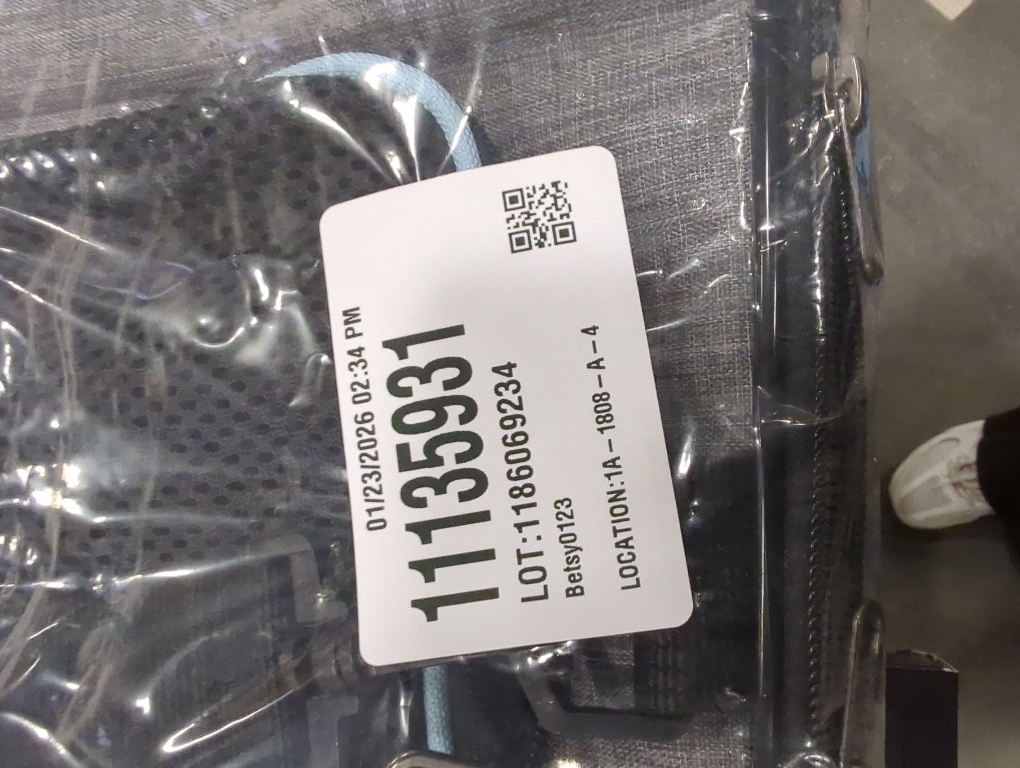 01/23/2026 02:34 PM
11135931
LOT:1186069234
Betsy0123
LOCATION:1A-1808-A-4